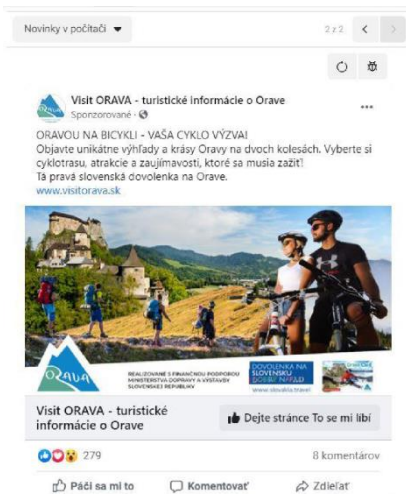 Novinky v počítači
2 z 2
Visit ORAVA - turistické informácie o Orave
Sponzorované ·
ORAVOU NA BICYKLI - VAŠA CYKLO VÝZVA!
Objavte unikátne výhľady a krásy Oravy na dvoch kolesách. Vyberte si
cyklotrasu, atrakcie a zaujímavosti, ktoré sa musia zažiť!
Tá pravá slovenská dovolenka na Orave.
www.visitorava.sk
ORAVA
REALIZOVANÉ S FINANČNOU PODPOROU
MINISTERSTVA DOPRAVY A VÝSTAVBY
SLOVENSKEJ REPUBLIKY
DOVOLENKA NA
SLOVENSKU
DOBRÝ NÁPAD
www.slovakia.travel
Visit ORAVA - turistické
informácie o Orave
Dejte stránce To se mi líbí
279
8 komentárov
Páči sa mi to
Komentovať
Zdieľať